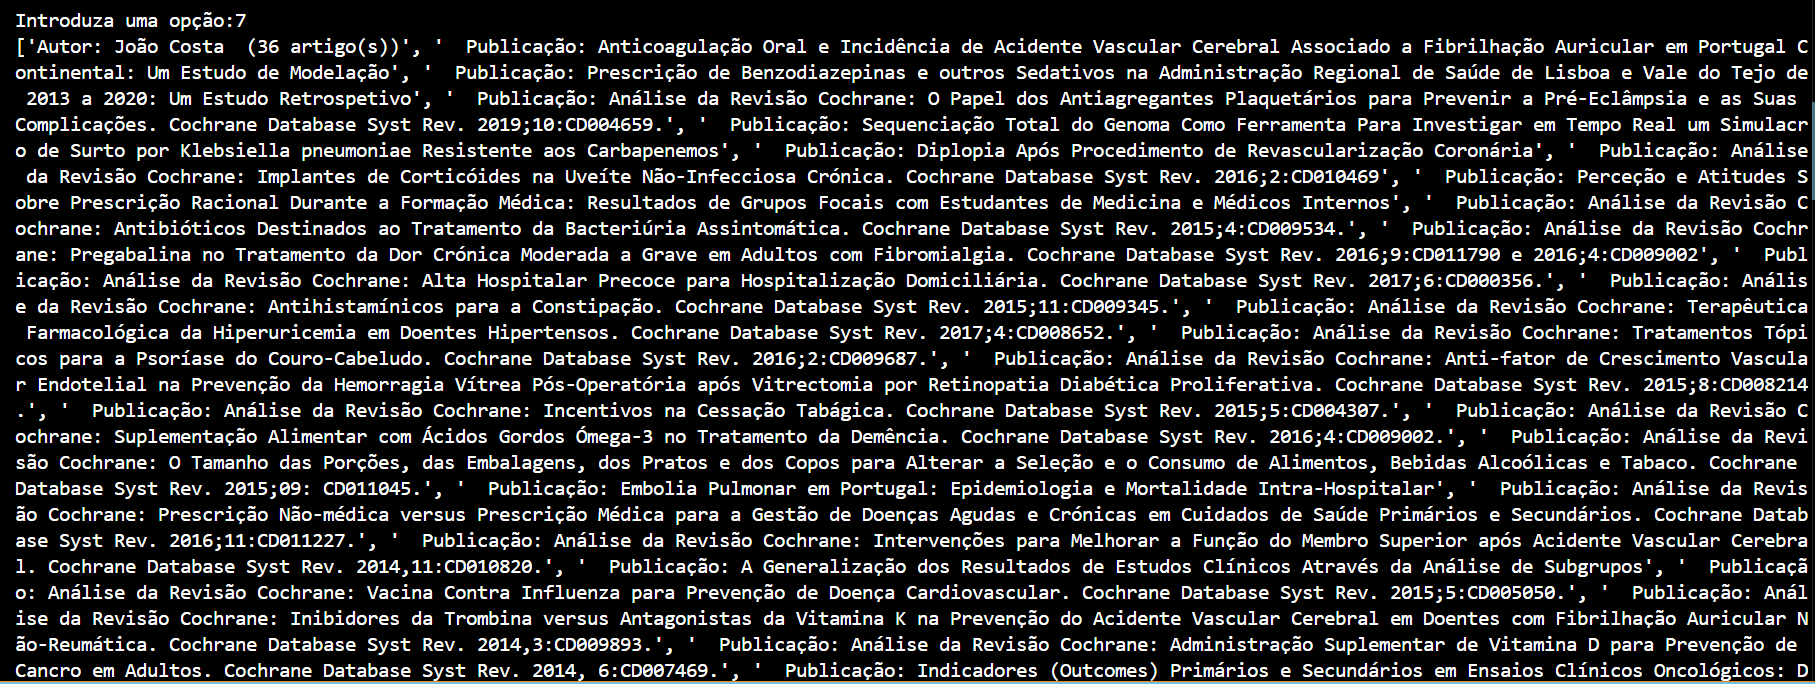 Introduza uma opção:7
['Autor: João Costa  (36 artigo(s))', '  Publicação: Anticoagulação Oral e Incidência de Acidente Vascular Cerebral Associado a Fibrilhação Auricular em Portugal C
ontinental: Um Estudo de Modelação', '  Publicação: Prescrição de Benzodiazepinas e outros Sedativos na Administração Regional de Saúde de Lisboa e Vale do Tejo de
 2013 a 2020: Um Estudo Retrospetivo', '  Publicação: Análise da Revisão Cochrane: O Papel dos Antiagregantes Plaquetários para Prevenir a Pré-Eclâmpsia e as Suas
Complicações. Cochrane Database Syst Rev. 2019;10:CD004659.', '  Publicação: Sequenciação Total do Genoma Como Ferramenta Para Investigar em Tempo Real um Simulacr
o de Surto por Klebsiella pneumoniae Resistente aos Carbapenemos', '  Publicação: Diplopia Após Procedimento de Revascularização Coronária', '  Publicação: Análise
 da Revisão Cochrane: Implantes de Corticóides na Uveíte Não-Infecciosa Crónica. Cochrane Database Syst Rev. 2016;2:CD010469', '  Publicação: Perceção e Atitudes S
obre Prescrição Racional Durante a Formação Médica: Resultados de Grupos Focais com Estudantes de Medicina e Médicos Internos', '  Publicação: Análise da Revisão C
ochrane: Antibióticos Destinados ao Tratamento da Bacteriúria Assintomática. Cochrane Database Syst Rev. 2015;4:CD009534.', '  Publicação: Análise da Revisão Cochr
ane: Pregabalina no Tratamento da Dor Crónica Moderada a Grave em Adultos com Fibromialgia. Cochrane Database Syst Rev. 2016;9:CD011790 e 2016;4:CD009002', '  Publ
icação: Análise da Revisão Cochrane: Alta Hospitalar Precoce para Hospitalização Domiciliária. Cochrane Database Syst Rev. 2017;6:CD000356.', '  Publicação: Anális
e da Revisão Cochrane: Antihistamínicos para a Constipação. Cochrane Database Syst Rev. 2015;11:CD009345.', '  Publicação: Análise da Revisão Cochrane: Terapêutica
 Farmacológica da Hiperuricemia em Doentes Hipertensos. Cochrane Database Syst Rev. 2017;4:CD008652.', '  Publicação: Análise da Revisão Cochrane: Tratamentos Tópi
cos para a Psoríase do Couro-Cabeludo. Cochrane Database Syst Rev. 2016;2:CD009687.', '  Publicação: Análise da Revisão Cochrane: Anti-fator de Crescimento Vascula
r Endotelial na Prevenção da Hemorragia Vítrea Pós-Operatória após Vitrectomia por Retinopatia Diabética Proliferativa. Cochrane Database Syst Rev. 2015;8:CD008214
.', '  Publicação: Análise da Revisão Cochrane: Incentivos na Cessação Tabágica. Cochrane Database Syst Rev. 2015;5:CD004307.', '  Publicação: Análise da Revisão C
ochrane: Suplementação Alimentar com Ácidos Gordos Ómega-3 no Tratamento da Demência. Cochrane Database Syst Rev. 2016;4:CD009002.', '  Publicação: Análise da Revi
são Cochrane: O Tamanho das Porções, das Embalagens, dos Pratos e dos Copos para Alterar a Seleção e o Consumo de Alimentos, Bebidas Alcoólicas e Tabaco. Cochrane
Database Syst Rev. 2015;09: CD011045.', '  Publicação: Embolia Pulmonar em Portugal: Epidemiologia e Mortalidade Intra-Hospitalar', '  Publicação: Análise da Revis
ão Cochrane: Prescrição Não-médica versus Prescrição Médica para a Gestão de Doenças Agudas e Crónicas em Cuidados de Saúde Primários e Secundários. Cochrane Datab
ase Syst Rev. 2016;11:CD011227.', '  Publicação: Análise da Revisão Cochrane: Intervenções para Melhorar a Função do Membro Superior após Acidente Vascular Cerebra
l. Cochrane Database Syst Rev. 2014,11:CD010820.', '  Publicação: A Generalização dos Resultados de Estudos Clínicos Através da Análise de Subgrupos', '  Publicaçã
o: Análise da Revisão Cochrane: Vacina Contra Influenza para Prevenção de Doença Cardiovascular. Cochrane Database Syst Rev. 2015;5:CD005050.', '  Publicação: Anál
ise da Revisão Cochrane: Inibidores da Trombina versus Antagonistas da Vitamina K na Prevenção do Acidente Vascular Cerebral em Doentes com Fibrilhação Auricular N
ão-Reumática. Cochrane Database Syst Rev. 2014,3:CD009893.', '  Publicação: Análise da Revisão Cochrane: Administração Suplementar de Vitamina D para Prevenção de
Cancro em Adultos. Cochrane Database Syst Rev. 2014, 6:CD007469.', '  Publicação: Indicadores (Outcomes) Primários e Secundários em Ensaios Clínicos Oncológicos: D